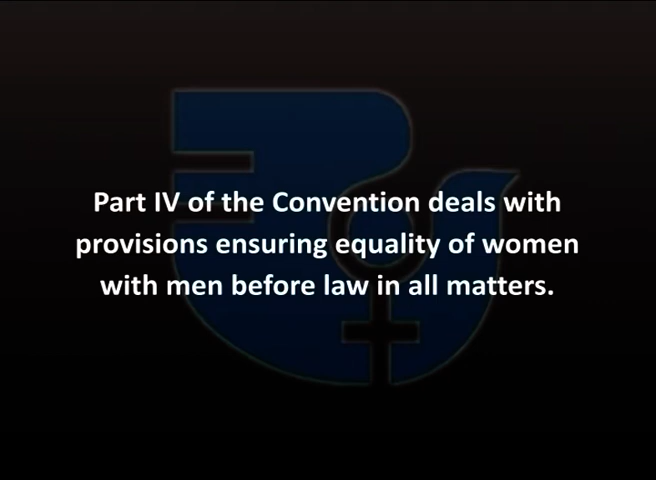 Part IV of the Convention deals with
provisions ensuring equality of women
with men before law in all matters.